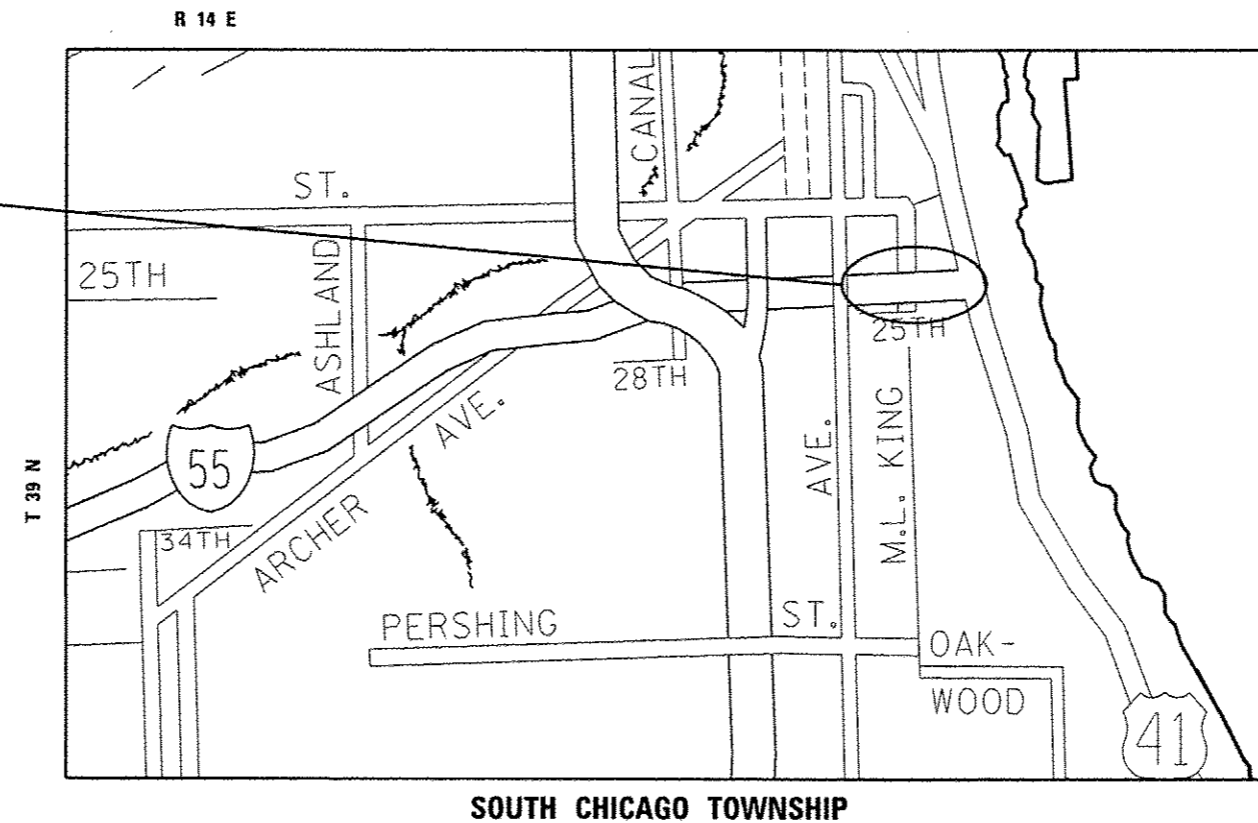 R 14 E
CANAL
ST.
25TH
ASHLAND
25TH
28TH
AVE.
AVE.
M.L. KING
55
T 39 N
34TH
ARCHER
PERSHING
ST.
OAK-
WOOD
41
SOUTH CHICAGO TOWNSHIP